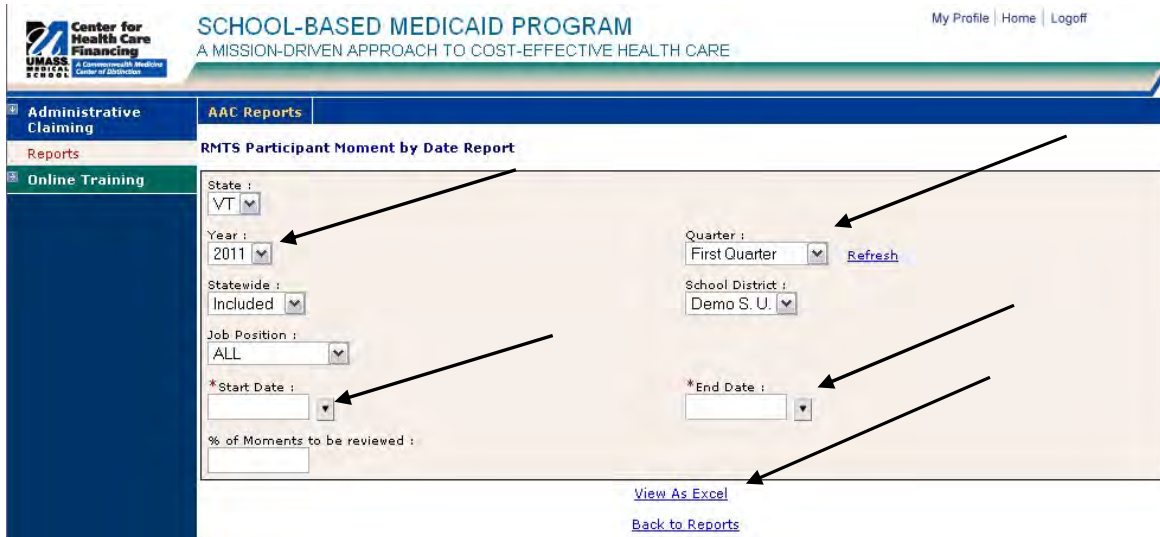 Center for
Health Care
Financing
UMASS
MEDICAL
SCHOOL
A Commonwealth Medicine
Center of Distinction
SCHOOL-BASED MEDICAID PROGRAM
A MISSION-DRIVEN APPROACH TO COST-EFFECTIVE HEALTH CARE
My Profile | Home | Logoff
Administrative
Claiming
Reports
Online Training
AAC Reports
RMTS Participant Moment by Date Report
State :
VT
Year :
2011
Quarter :
First Quarter
Refresh
Statewide :
Included
School District :
Demo S. U.
Job Position :
ALL
*Start Date :
*End Date :
% of Moments to be reviewed :
View As Excel
Back to Reports